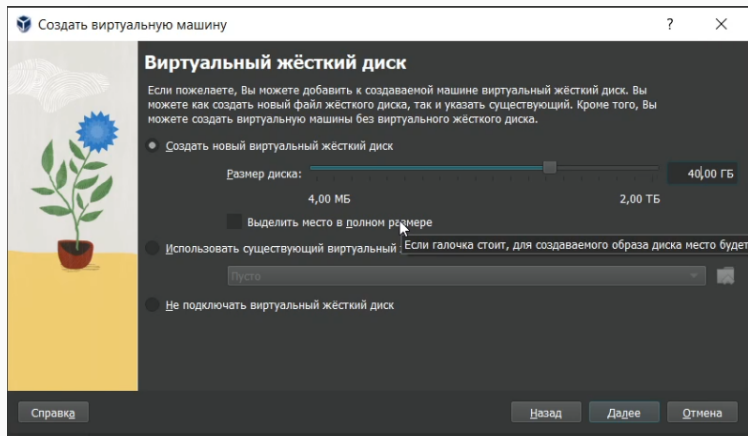 Создать виртуальную машину
?
Виртуальный жёсткий диск
Если пожелаете, Вы можете добавить к создаваемой машине виртуальный жёсткий диск. Вы
можете как создать новый файл жёсткого диска, так и указать существующий. Кроме того, Вы
можете создать виртуальную машины без виртуального жёсткого диска.
Создать новый виртуальный жёсткий диск
Размер диска:
40,00 ГБ
4,00 МБ
2,00 ТБ
Выделить место в полном размере
Использовать существующий виртуальный
Если галочка стоит, для создаваемого образа диска место будет
Пусто
Не подключать виртуальный жёсткий диск
Справка
Назад
Далее
Отмена